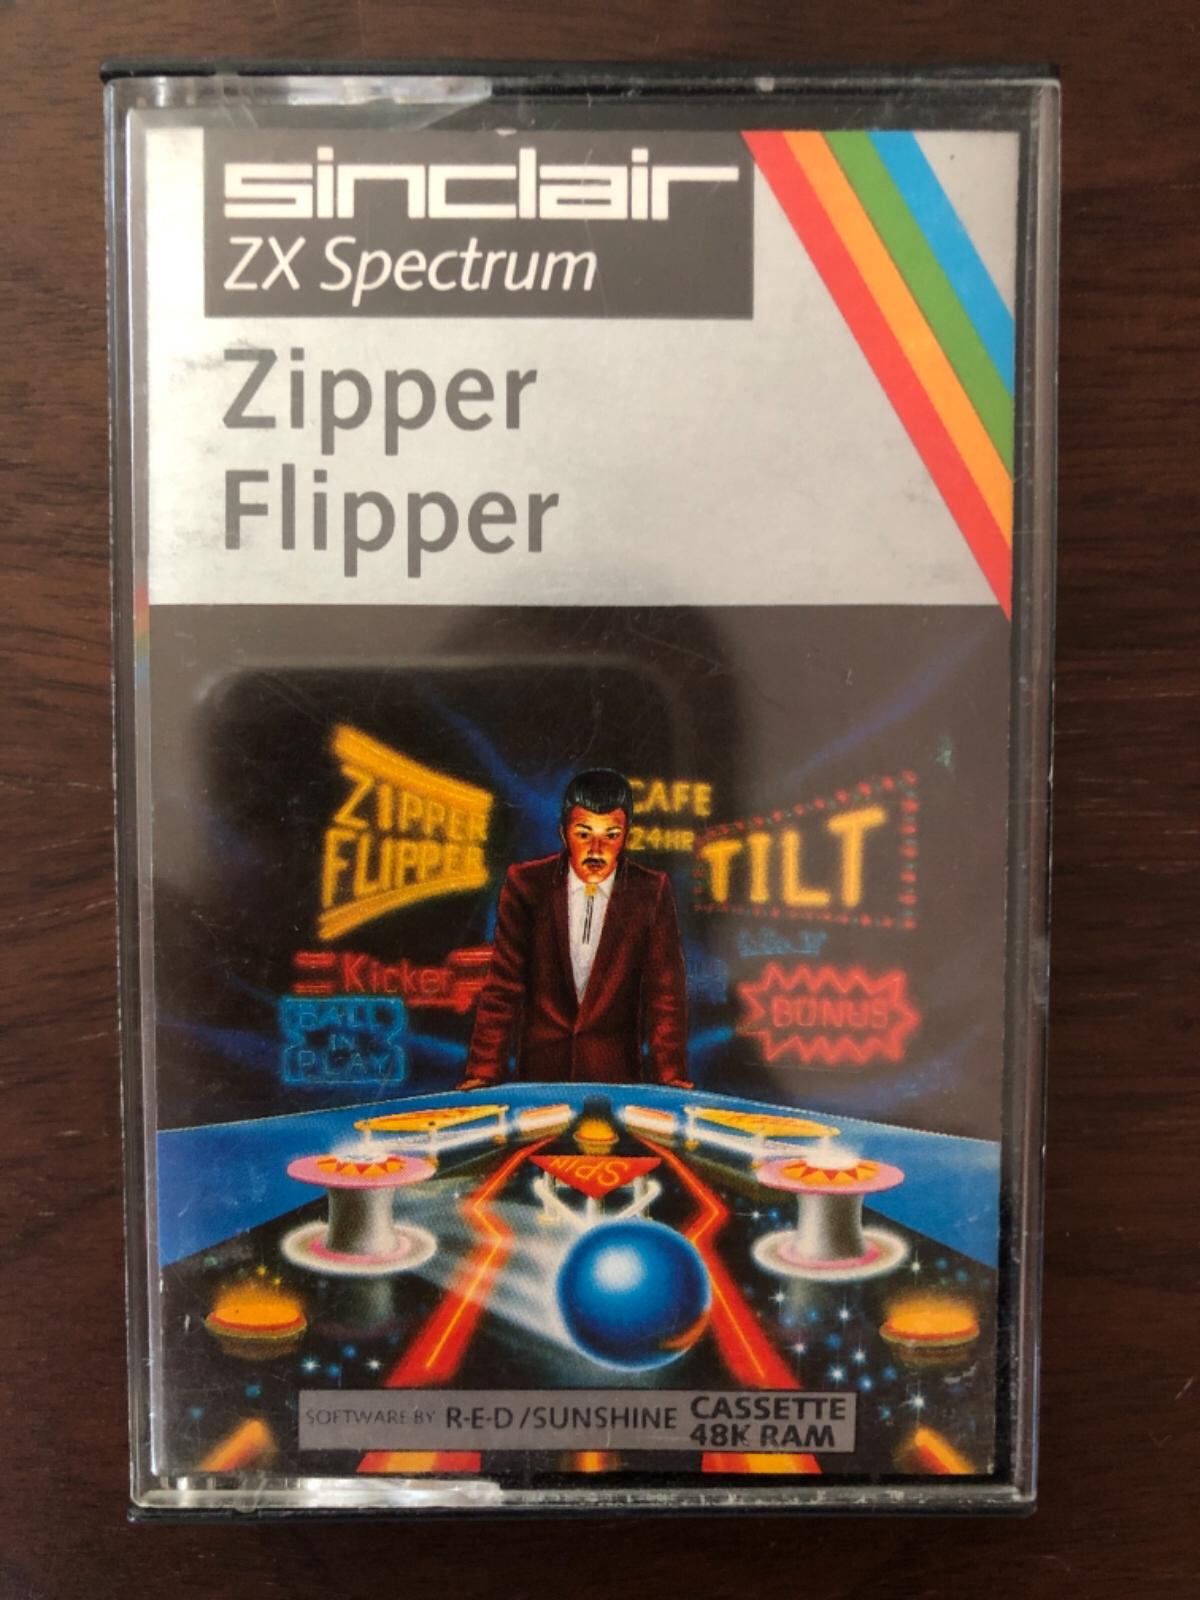 sinclair
ZX Spectrum
Zipper
Flipper
ZIPPER
FLIPPER
CAFE
24HR
TILT
Kicker
BALL
IN
PLAY
BONUS
SPIN
SOFTWARE BY R·E·D/SUNSHINE
CASSETTE
48K RAM